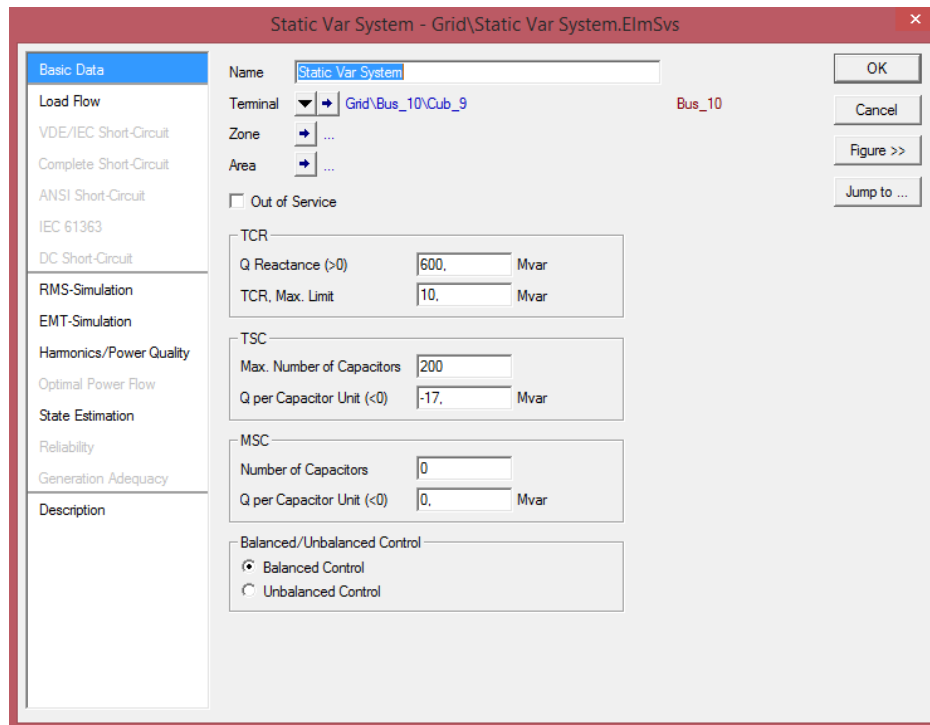 Static Var System - Grid\Static Var System.ElmSvs
×
Basic Data
Load Flow
VDE/IEC Short-Circuit
Complete Short-Circuit
ANSI Short-Circuit
IEC 61363
DC Short-Circuit
RMS-Simulation
EMT-Simulation
Harmonics/Power Quality
Optimal Power Flow
State Estimation
Reliability
Generation Adequacy
Description
Name Static Var System
Terminal Grid\Bus_10\Cub_9 Bus_10
Zone ...
Area ...
Out of Service
TCR
Q Reactance (>0) 600, Mvar
TCR, Max. Limit 10, Mvar
TSC
Max. Number of Capacitors 200
Q per Capacitor Unit (<0) -17, Mvar
MSC
Number of Capacitors 0
Q per Capacitor Unit (<0) 0, Mvar
Balanced/Unbalanced Control
Balanced Control
Unbalanced Control
OK
Cancel
Figure >>
Jump to ...